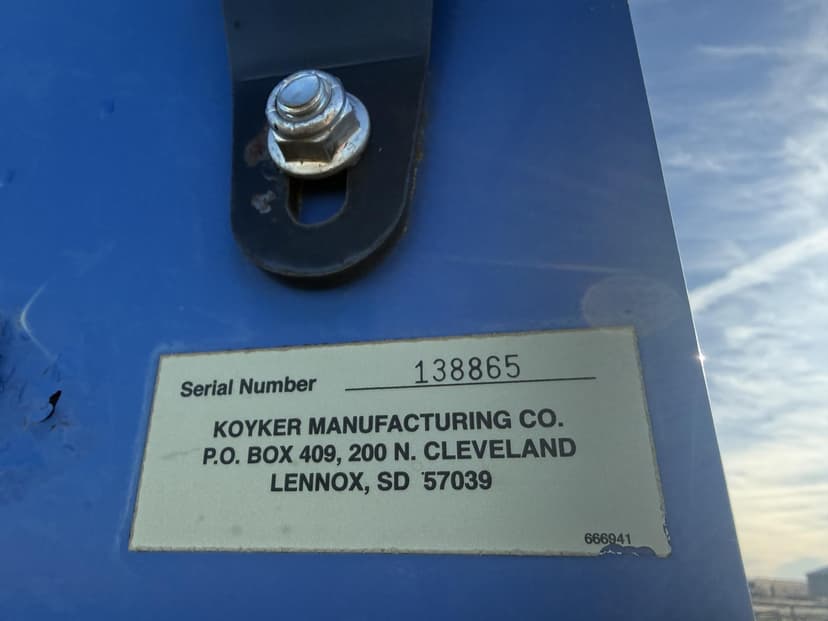 Serial Number 138865
KOYKER MANUFACTURING CO.
P.O. BOX 409, 200 N. CLEVELAND
LENNOX, SD 57039
666941